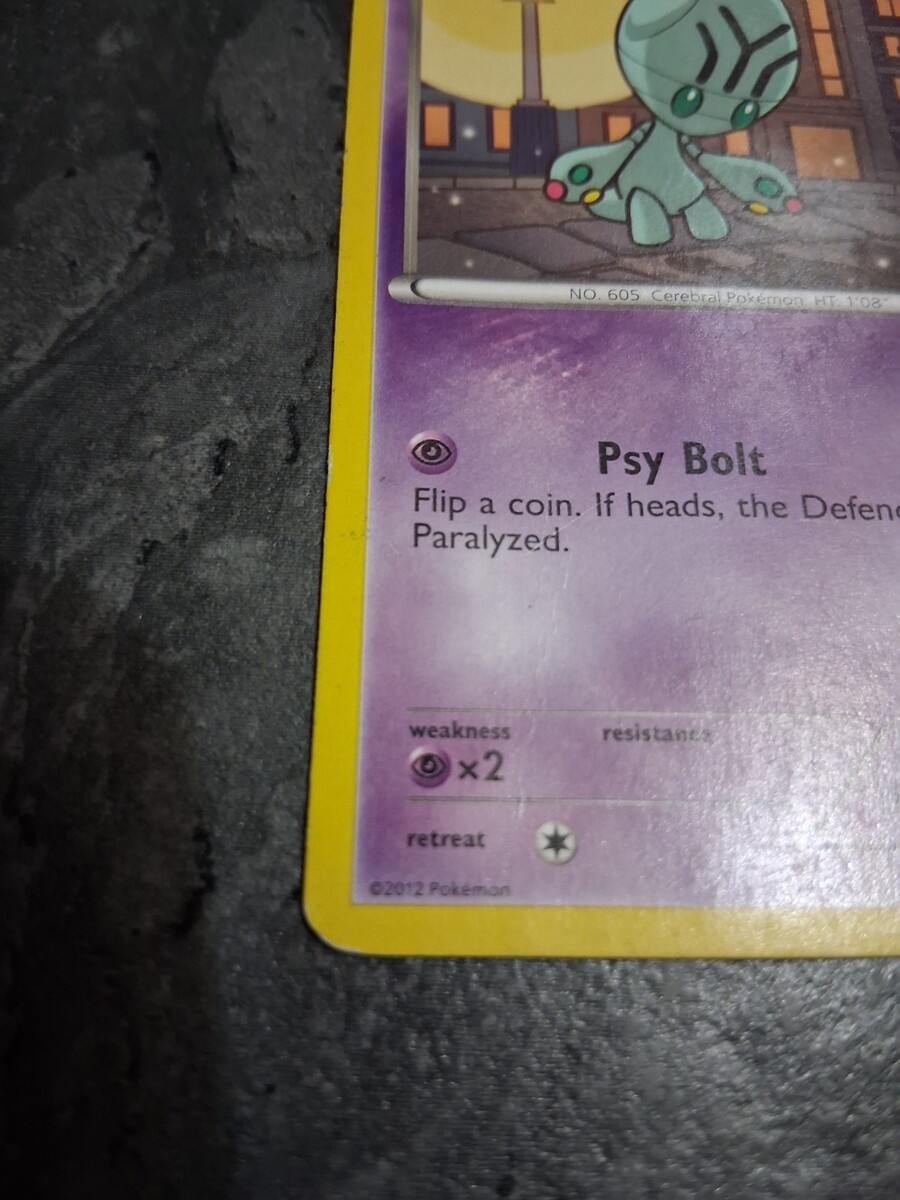 NO. 605 Cerebral Pokémon HT: 1'08"
Psy Bolt
Flip a coin. If heads, the
Paralyzed.
weakness resistance
×2
retreat
©2012 Pokémon